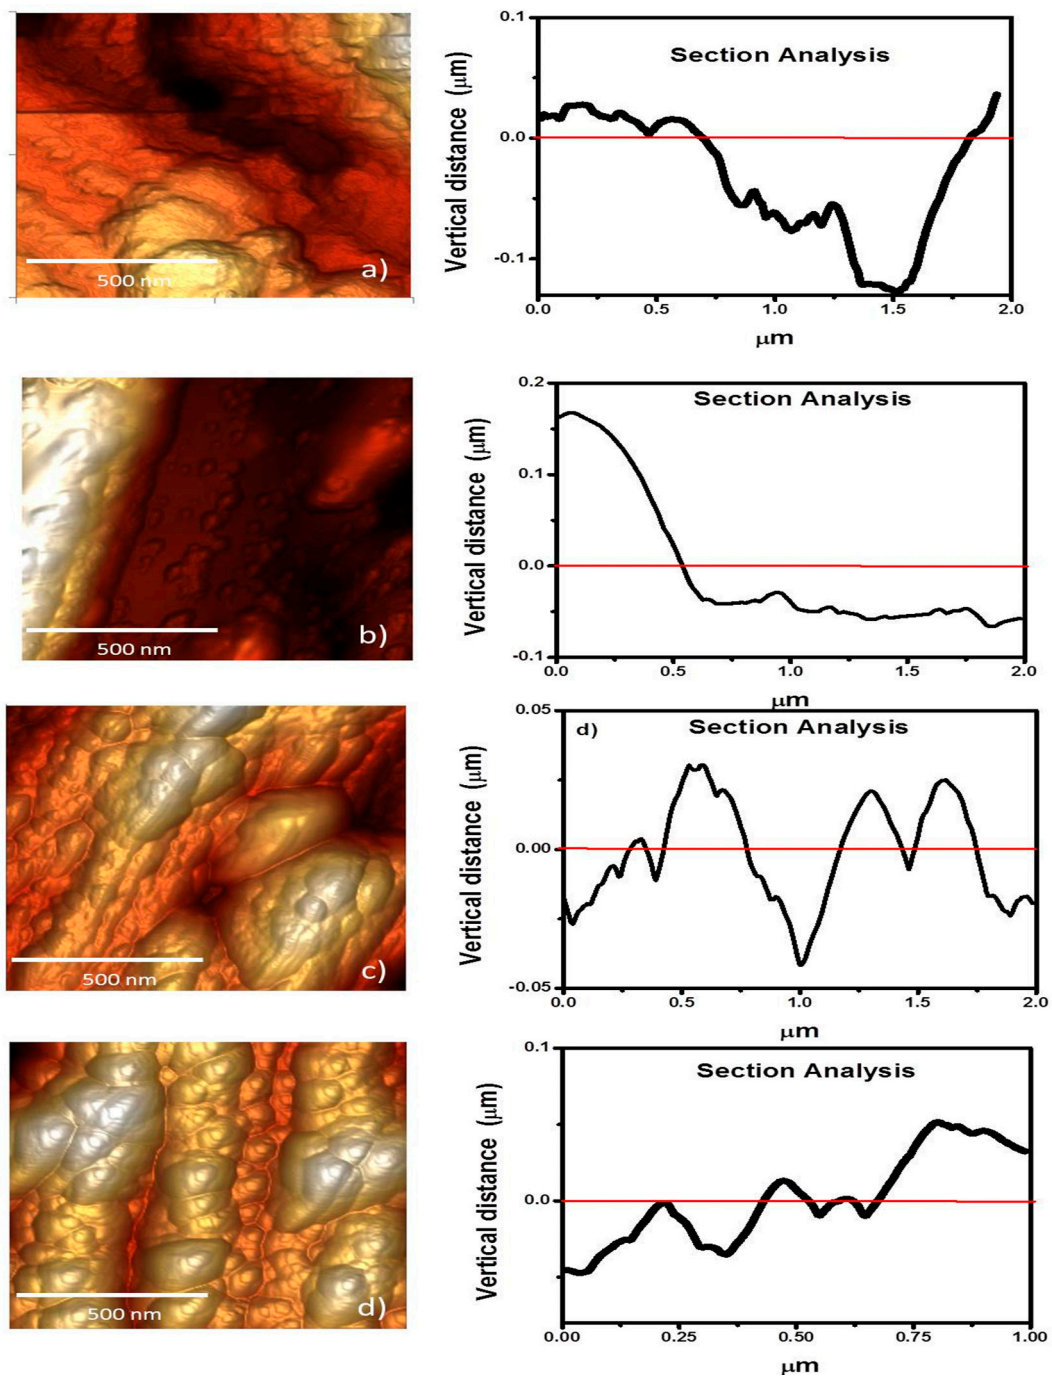 a)
500 nm
Section Analysis
Vertical distance (μm)
0.1
0.0
-0.1
0.0 0.5 1.0 1.5 2.0
μm
b)
500 nm
Section Analysis
Vertical distance (μm)
0.2
0.1
0.0
-0.1
0.0 0.5 1.0 1.5 2.0
μm
c)
500 nm
d)
Section Analysis
Vertical distance (μm)
0.05
0.00
-0.05
0.0 0.5 1.0 1.5 2.0
μm
d)
500 nm
Section Analysis
Vertical distance (μm)
0.1
0.0
0.00 0.25 0.50 0.75 1.00
μm